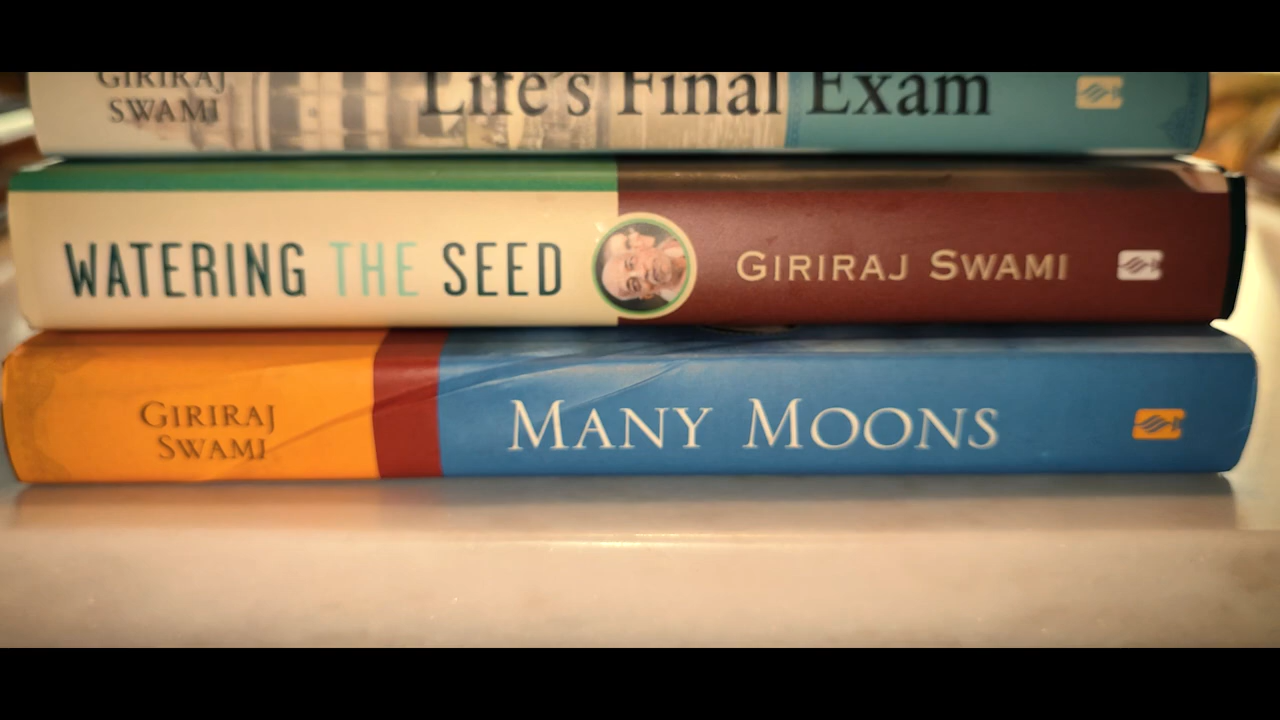 GIRIRAJ
SWAMI
Life's Final Exam
WATERING THE SEED
GIRIRAJ SWAMI
GIRIRAJ
SWAMI
MANY MOONS